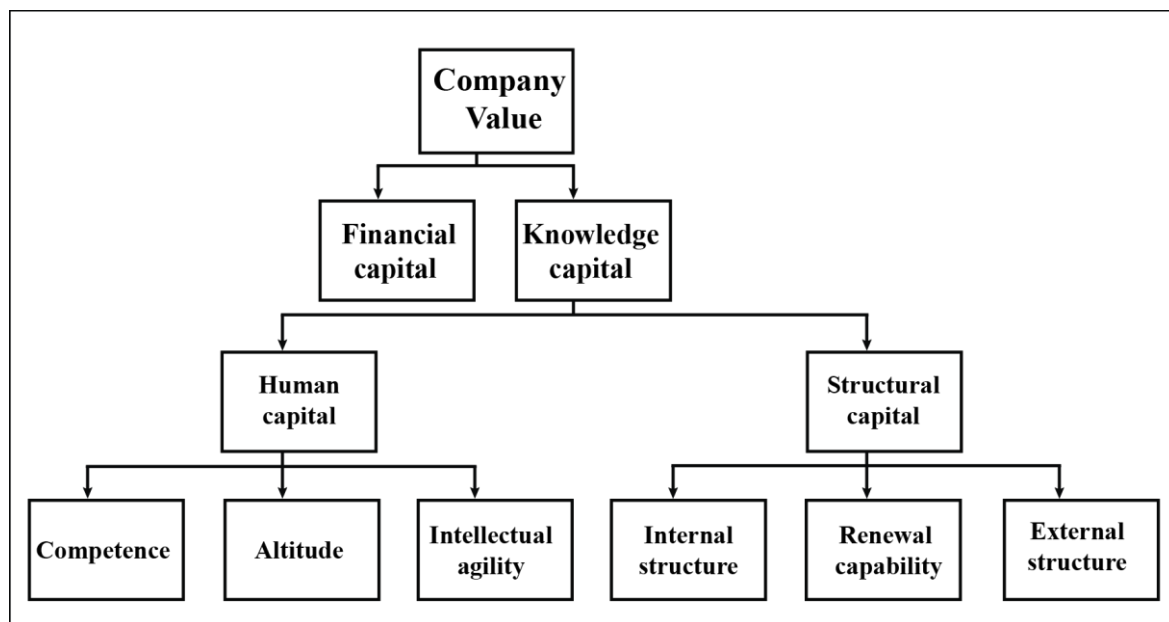 Company
Value
Financial
capital
Knowledge
capital
Human
capital
Structural
capital
Competence
Altitude
Intellectual
agility
Internal
structure
Renewal
capability
External
structure